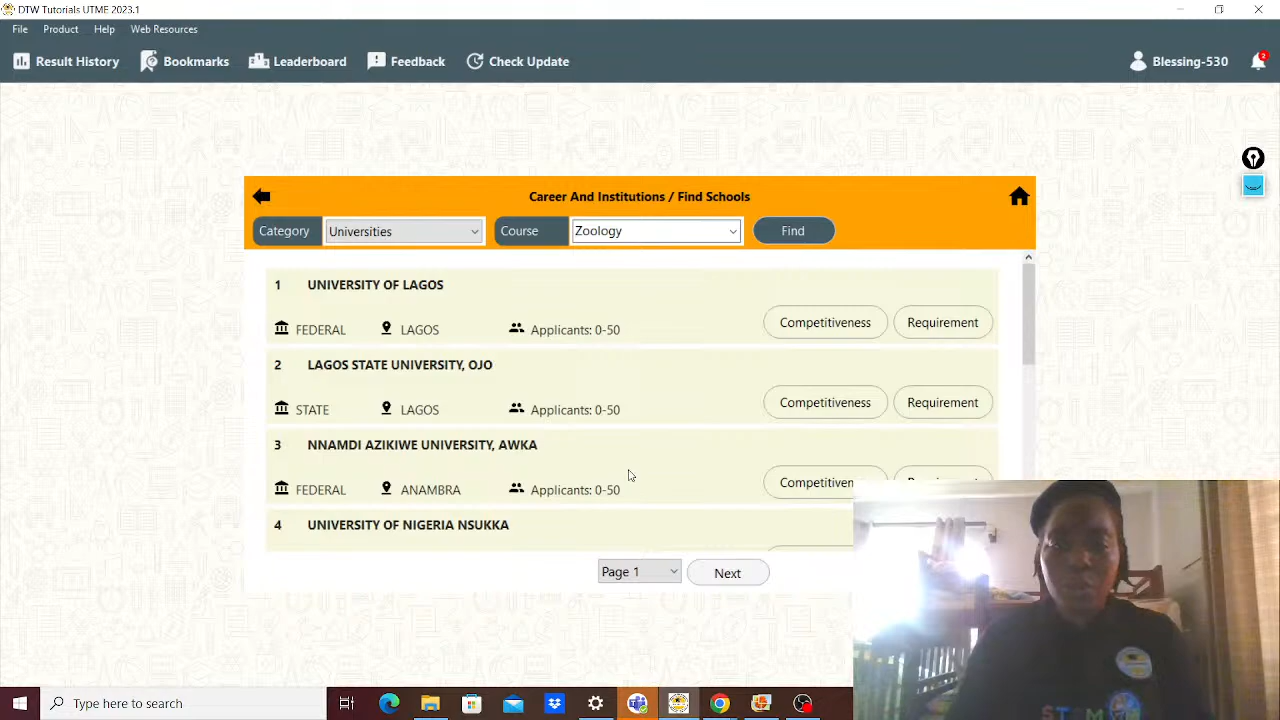 DTW Tutorials UTME 2023.1
File Product Help Web Resources
Result History Bookmarks Leaderboard Feedback Check Update Blessing-530 2
Career And Institutions / Find Schools
Category Universities Course Zoology Find
1 UNIVERSITY OF LAGOS
FEDERAL LAGOS Applicants: 0-50 Competitiveness Requirement
2 LAGOS STATE UNIVERSITY, OJO
STATE LAGOS Applicants: 0-50 Competitiveness Requirement
3 NNAMDI AZIKIWE UNIVERSITY, AWKA
FEDERAL ANAMBRA Applicants: 0-50
4 UNIVERSITY OF NIGERIA NSUKKA
Page 1 Next
Type here to search